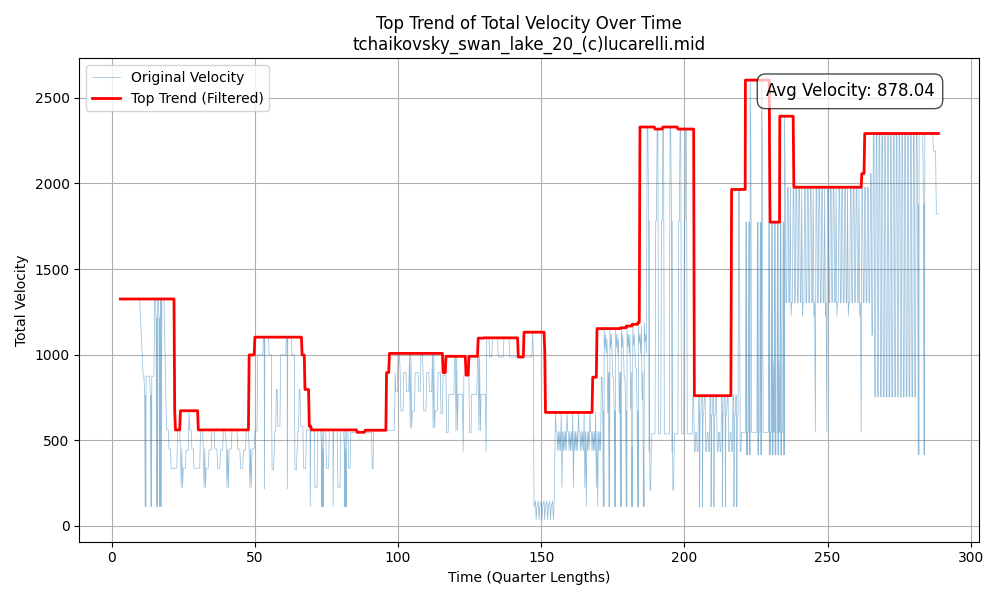 Top Trend of Total Velocity Over Time
tchaikovsky_swan_lake_20_(c)lucarelli.mid
Original Velocity
Top Trend (Filtered)
Avg Velocity: 878.04
Total Velocity
2500
2000
1500
1000
500
0
0 50 100 150 200 250 300
Time (Quarter Lengths)